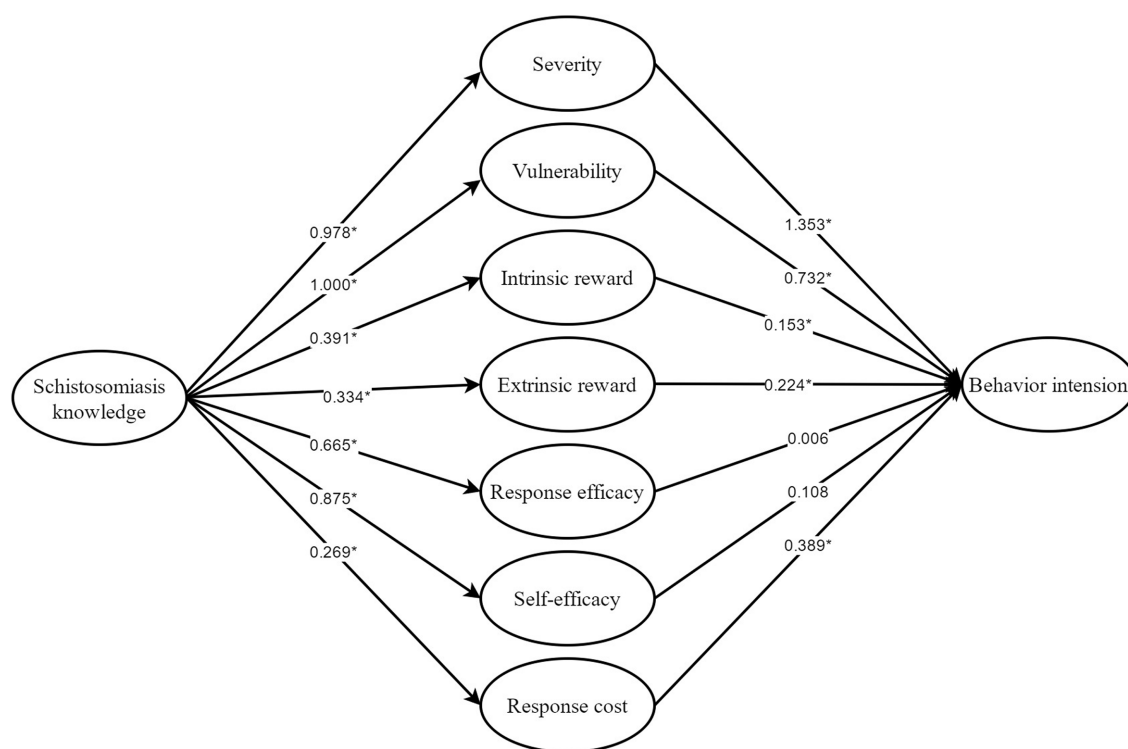 Severity
Vulnerability
0.978*
1.353*
1.000*
0.732*
Intrinsic reward
0.391*
0.153*
Schistosomiasis
knowledge
0.334*
Extrinsic reward
0.224*
Behavior intension
0.665*
0.006
Response efficacy
0.875*
0.108
0.269*
0.389*
Self-efficacy
Response cost